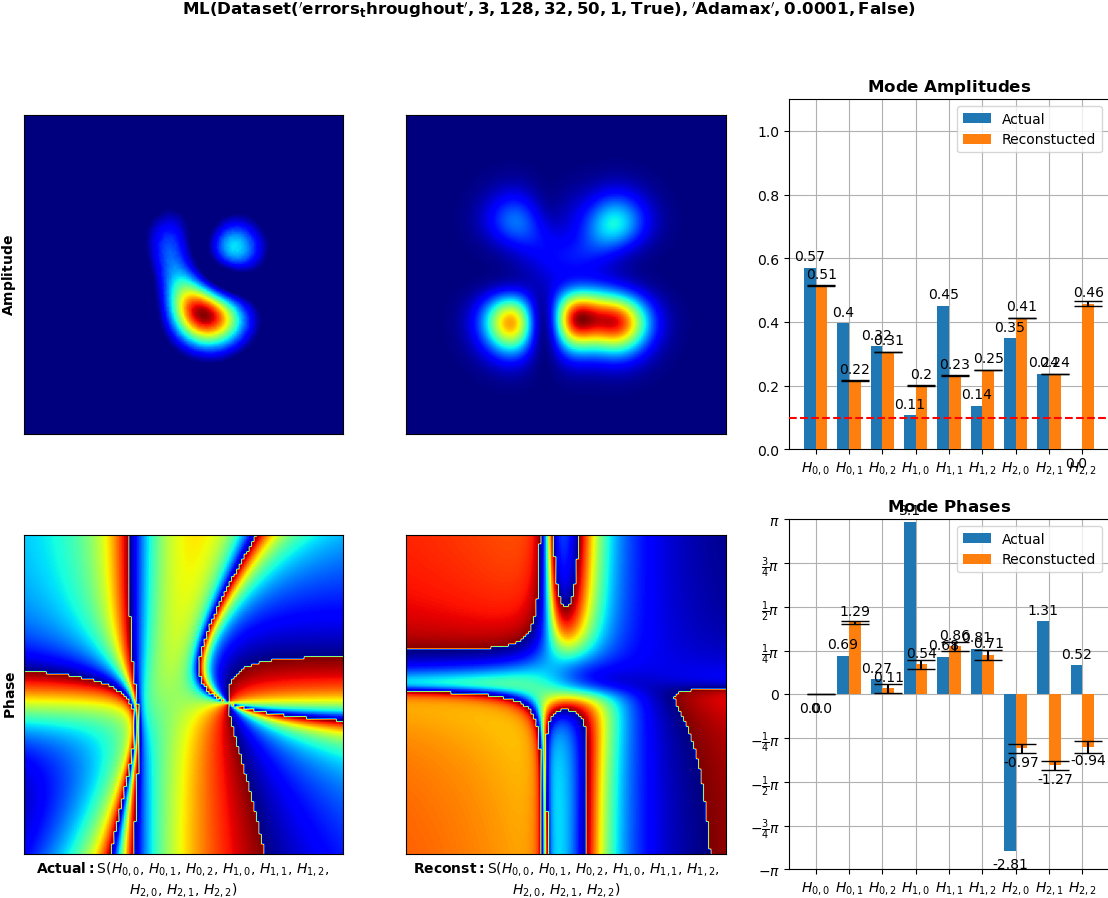 ML(Dataset('errors_throughout', 3, 128, 32, 50, 1, True), 'Adamax', 0.0001, False)
Amplitude
Mode Amplitudes
Actual
Reconstucted
1.0
0.8
0.6
0.4
0.2
0.0
0.57
0.51
0.4
0.22
0.32
0.31
0.11
0.2
0.45
0.23
0.14
0.25
0.35
0.41
0.24
0.24
0.0
0.46
H0,0 H0,1 H0,2 H1,0 H1,1 H1,2 H2,0 H2,1 H2,2
Phase
Mode Phases
Actual
Reconstucted
π
3/4π
1/2π
1/4π
0
−1/4π
−1/2π
−3/4π
−π
0.0
0.0
0.69
1.29
0.27
0.11
3.1
0.54
0.68
0.86
0.81
0.71
-2.81
-0.97
1.31
-1.27
0.52
-0.94
H0,0 H0,1 H0,2 H1,0 H1,1 H1,2 H2,0 H2,1 H2,2
Actual: S(H0,0, H0,1, H0,2, H1,0, H1,1, H1,2,
H2,0, H2,1, H2,2)
Reconst: S(H0,0, H0,1, H0,2, H1,0, H1,1, H1,2,
H2,0, H2,1, H2,2)